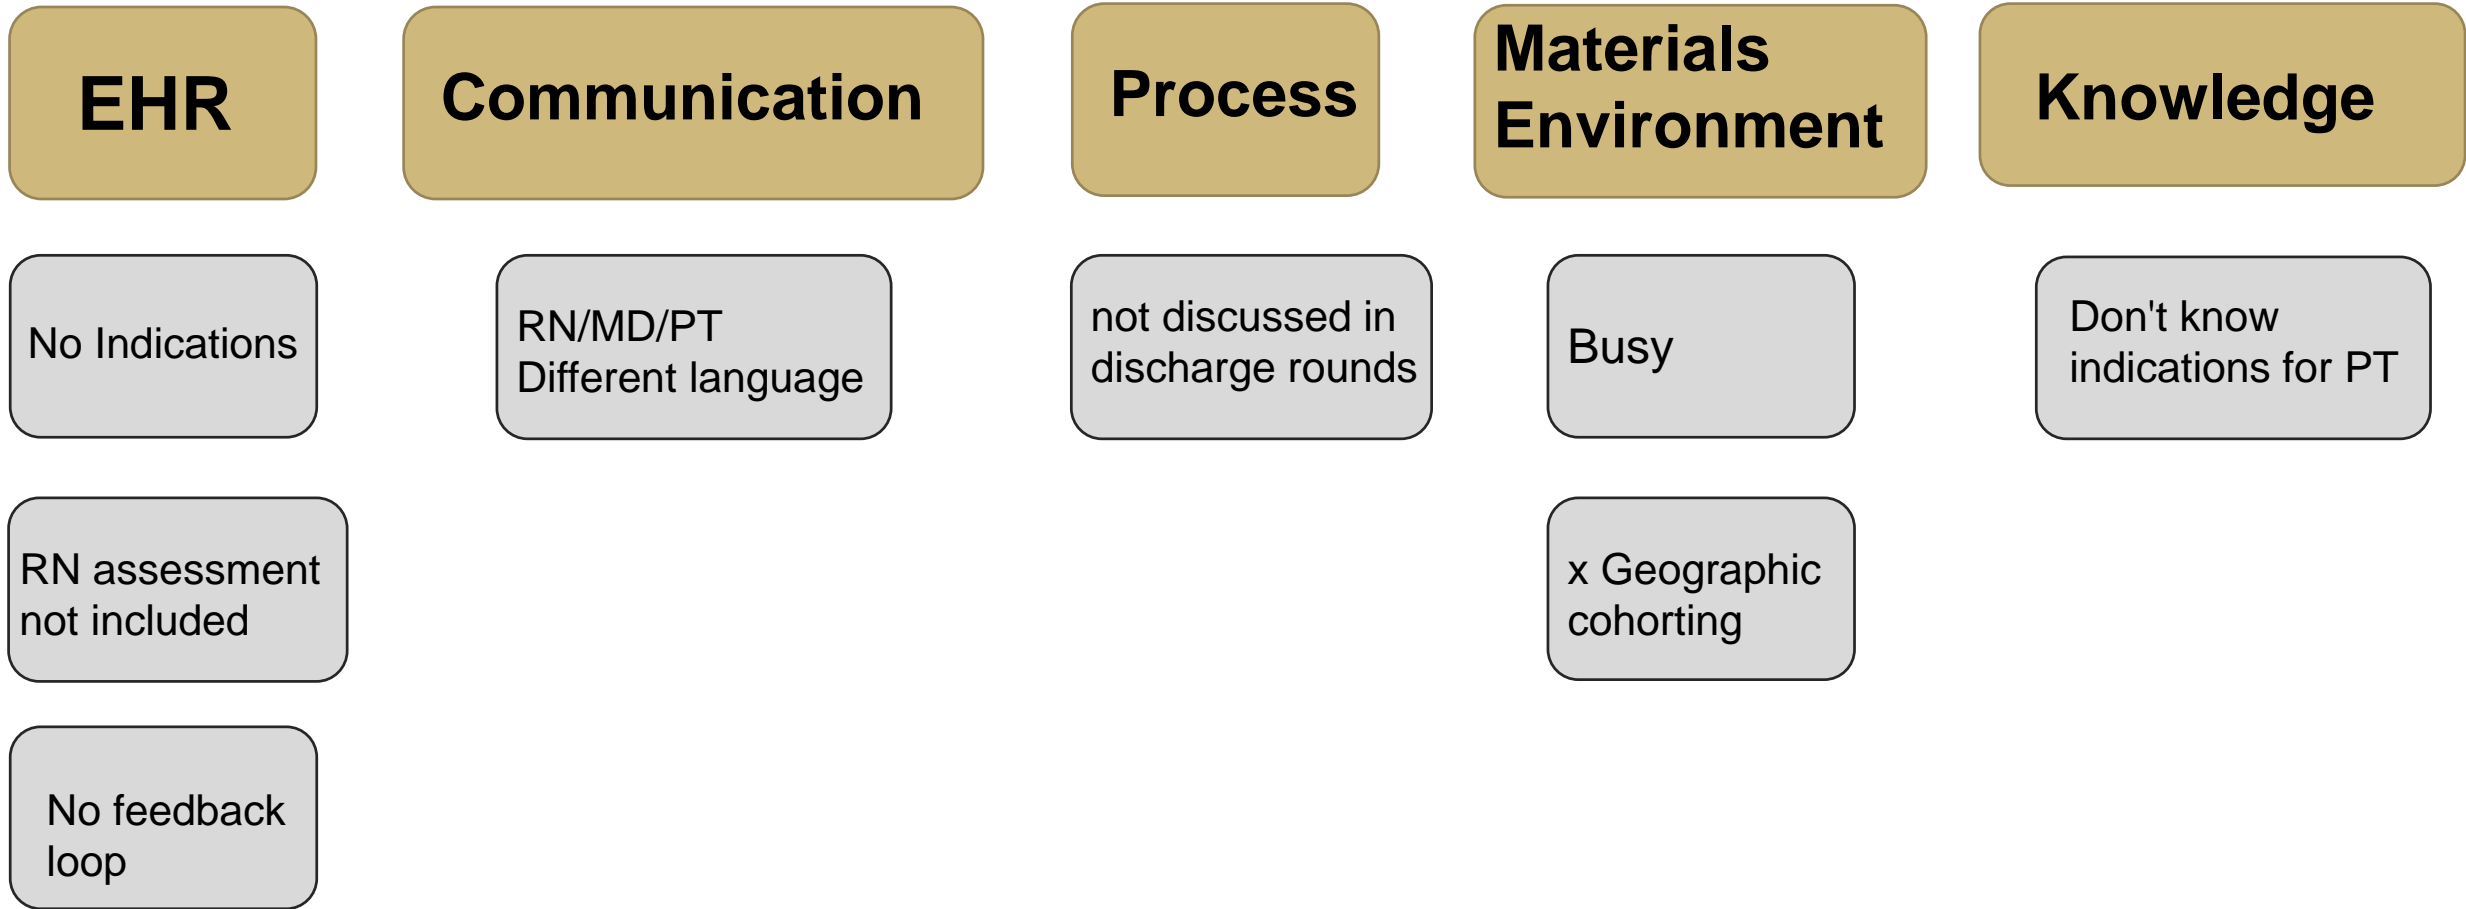 EHR
Communication
Process
Materials
Environment
Knowledge
No Indications
RN/MD/PT
Different language
not discussed in
discharge rounds
Busy
Don't know
indications for PT
RN assessment
not included
x Geographic
cohorting
No feedback
loop